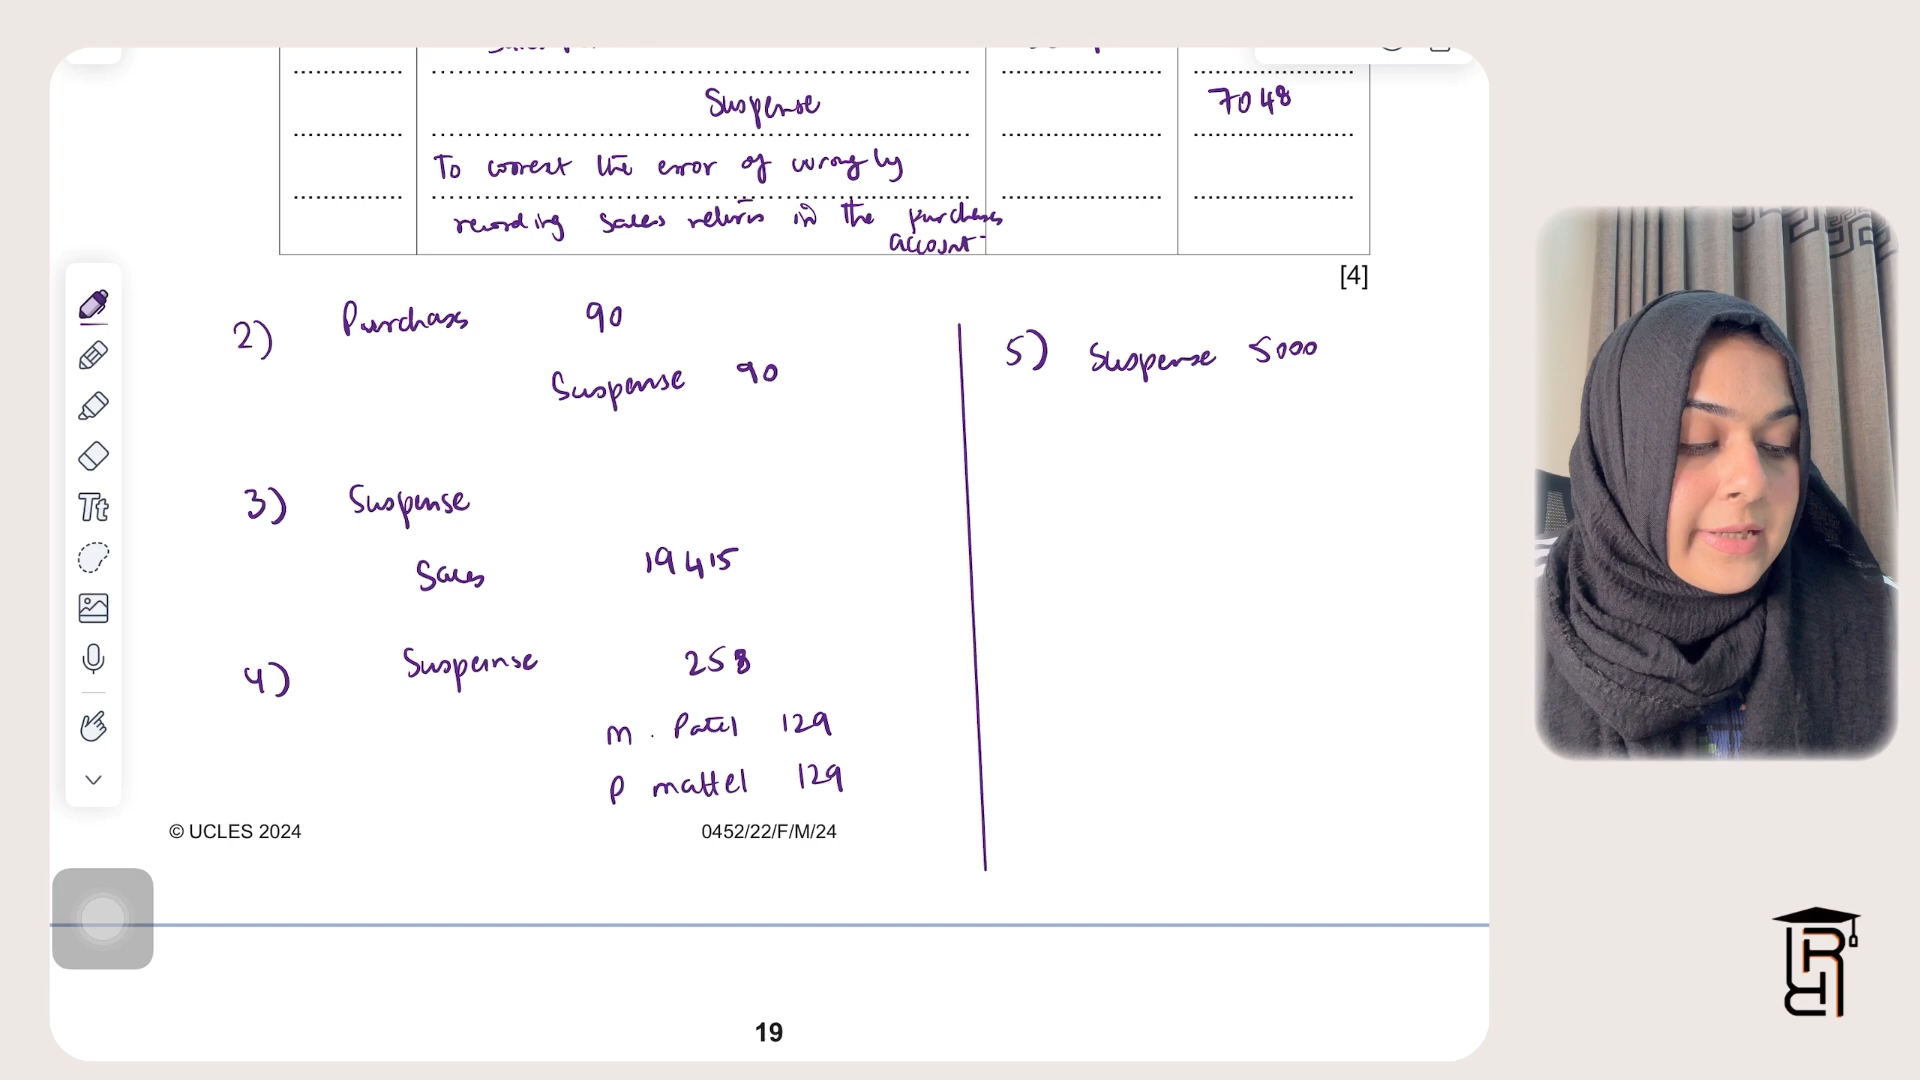 Suspense 7048
To correct the error of wrongly
recording sales returns in the purchases
account
[4]
2) Purchases 90
Suspense 90
3) Suspense
Sales 19415
4) Suspense 258
M. Patel 129
P mattel 129
5) Suspense 5000
Tt
© UCLES 2024 0452/22/F/M/24
19